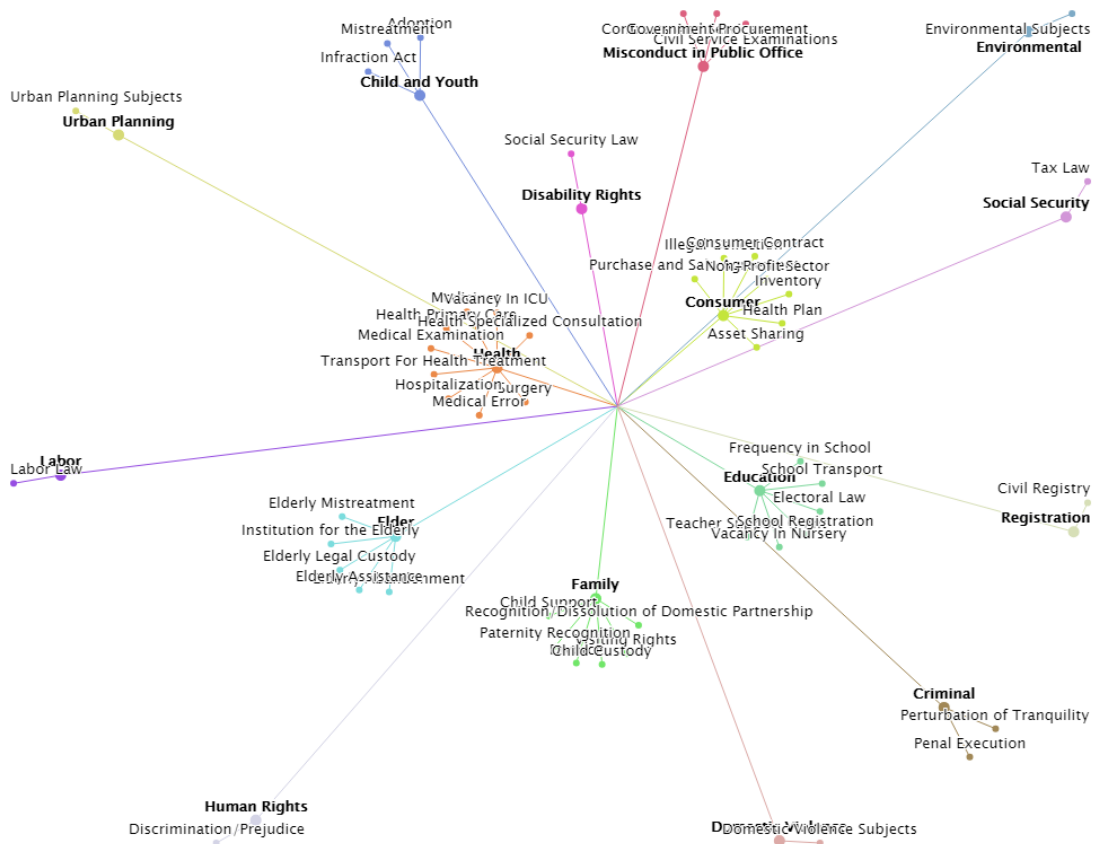 Adoption
Mistreatment
Infraction Act
Child and Youth
Government Procurement
Civil Service Examinations
Misconduct in Public Office
Environmental Subjects
Environmental
Urban Planning Subjects
Urban Planning
Social Security Law
Disability Rights
Tax Law
Social Security
Consumer Contract
Purchase and
Non-Profit Sector
Inventory
Consumer
Health Plan
Asset Sharing
Vacancy In ICU
Health Primary Care
Health Specialized Consultation
Medical Examination
Health
Transport For Health Treatment
Hospitalization
Surgery
Medical Error
Labor
Labor Law
Frequency in School
School Transport
Education
Electoral Law
School Registration
Teacher
Vacancy In Nursery
Civil Registry
Registration
Elderly Mistreatment
Elder
Institution for the Elderly
Elderly Legal Custody
Elderly Assistance
Family
Child Support
Recognition/Dissolution of Domestic Partnership
Paternity Recognition
Visiting Rights
Child Custody
Criminal
Perturbation of Tranquility
Penal Execution
Human Rights
Discrimination/Prejudice
Domestic Violence Subjects